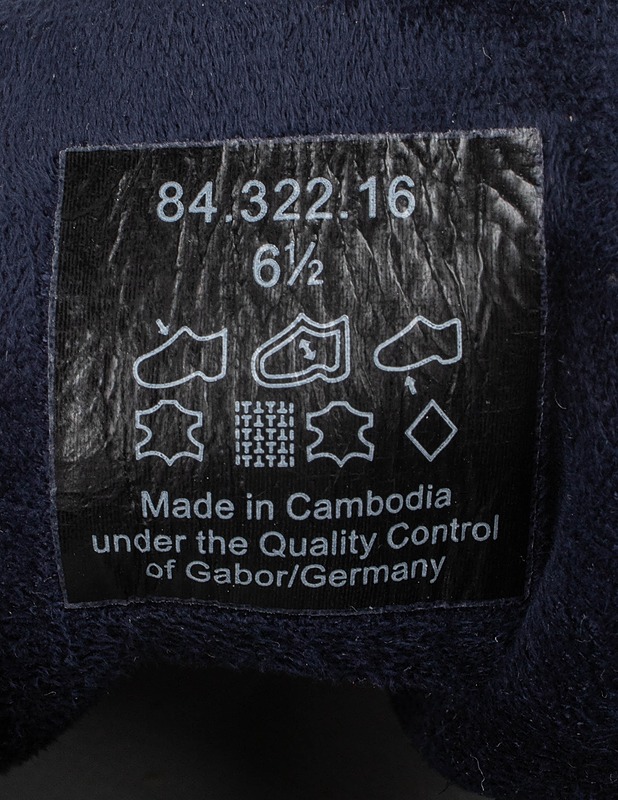 84.322.16
6½
Made in Cambodia
under the Quality Control
of Gabor/Germany